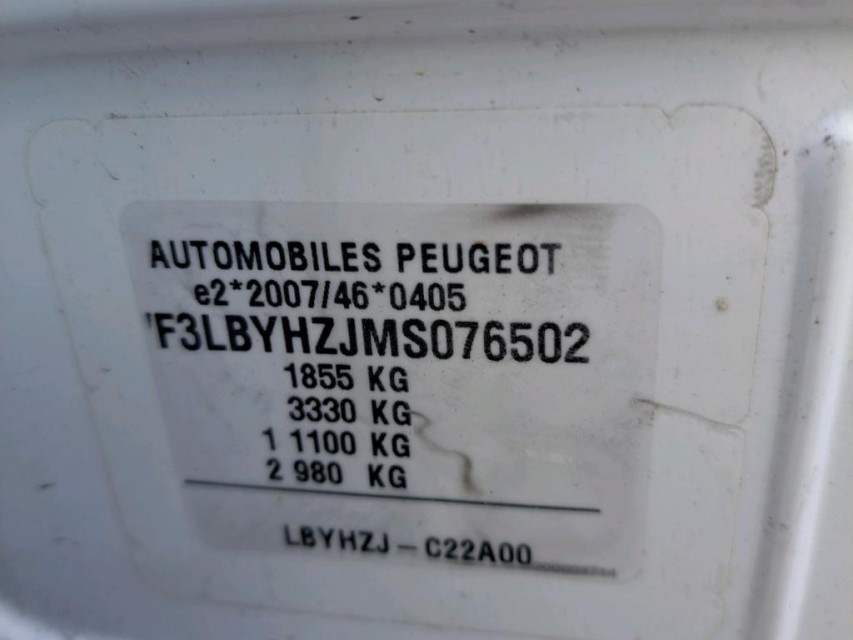 AUTOMOBILES PEUGEOT
e2*2007/46*0405
'F3LBYHZJMS076502
1855 KG
3330 KG
1 1100 KG
2 980 KG
LBYHZJ - C22A00